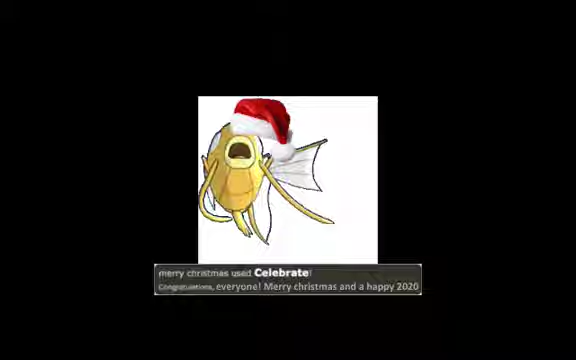 merry christmas used Celebrate!
Congratulations, everyone! Merry christmas and a happy 2020